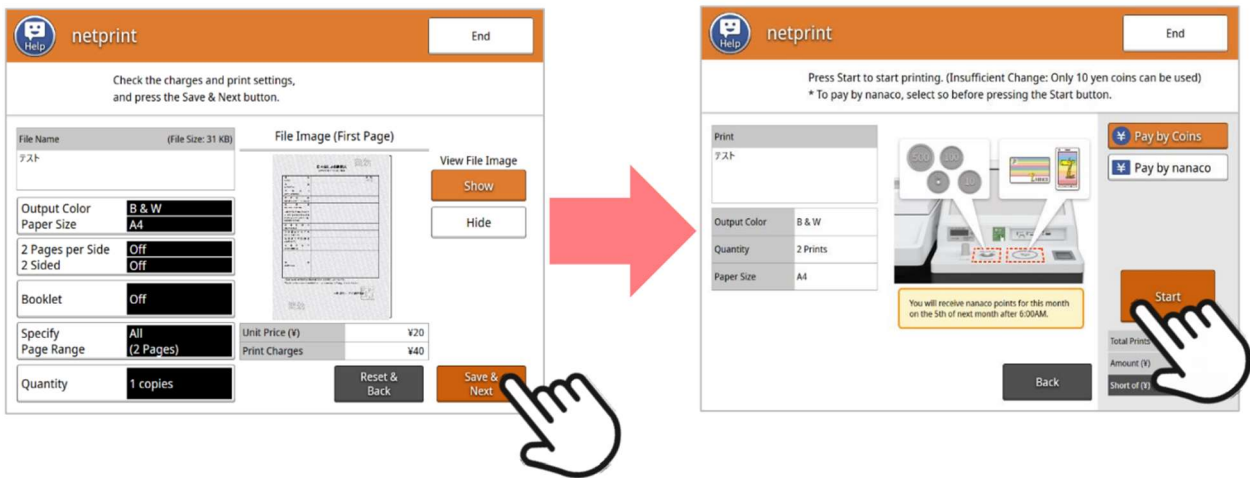 Help
netprint
End
Check the charges and print settings,
and press the Save & Next button.
File Name (File Size: 31 KB)
テスト
File Image (First Page)
View File Image
Show
Hide
Output Color B & W
Paper Size A4
2 Pages per Side Off
2 Sided Off
Booklet Off
Specify All
Page Range (2 Pages)
Quantity 1 copies
Unit Price (¥) ¥20
Print Charges ¥40
Reset &
Back
Save &
Next
Help
netprint
End
Press Start to start printing. (Insufficient Change: Only 10 yen coins can be used)
* To pay by nanaco, select so before pressing the Start button.
Print
テスト
Output Color B & W
Quantity 2 Prints
Paper Size A4
500
100
10
You will receive nanaco points for this month
on the 5th of next month after 6:00AM.
¥ Pay by Coins
¥ Pay by nanaco
Start
Total Prints
Amount (¥)
Short of (¥)
Back